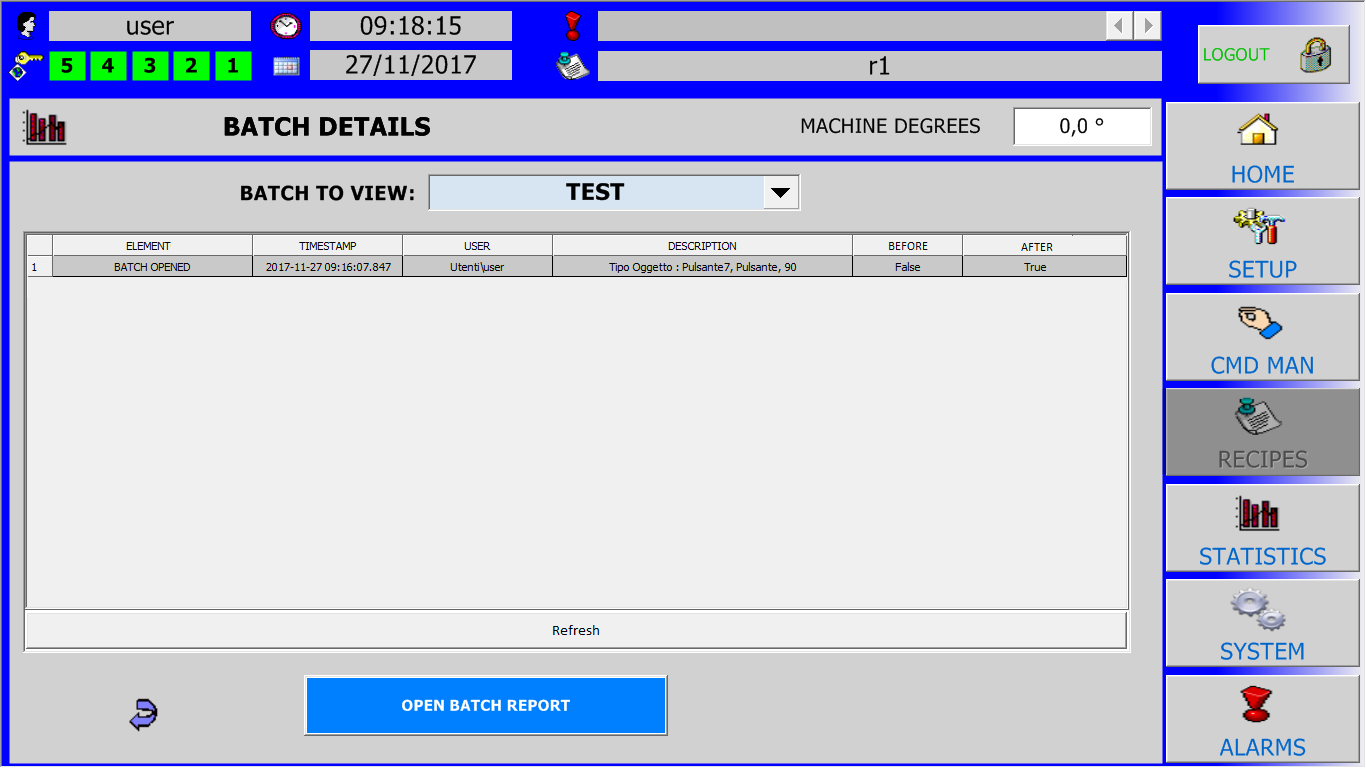 user
09:18:15
5 4 3 2 1
27/11/2017
r1
LOGOUT
BATCH DETAILS
MACHINE DEGREES
0,0 °
BATCH TO VIEW:
TEST
ELEMENT TIMESTAMP USER DESCRIPTION BEFORE AFTER
1 BATCH OPENED 2017-11-27 09:16:07.847 Utenti\user Tipo Oggetto : Pulsante7, Pulsante, 90 False True
Refresh
OPEN BATCH REPORT
HOME
SETUP
CMD MAN
RECIPES
STATISTICS
SYSTEM
ALARMS